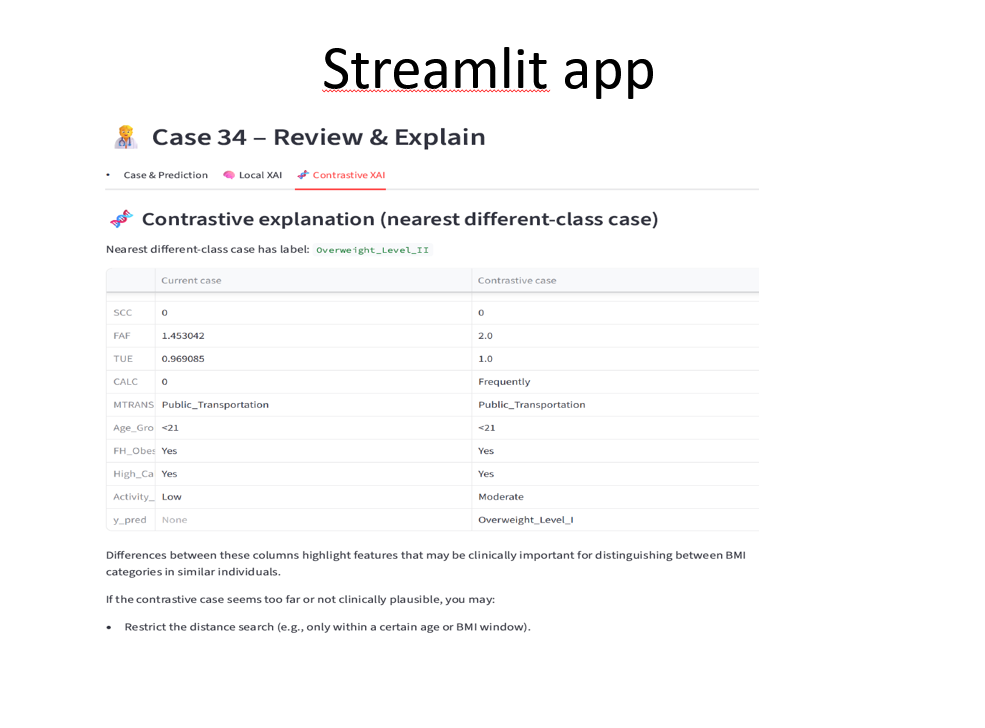 Streamlit app
Case 34 – Review & Explain
• Case & Prediction Local XAI Contrastive XAI
Contrastive explanation (nearest different-class case)
Nearest different-class case has label: Overweight_Level_II
Current case Contrastive case
SCC 0 0
FAF 1.453042 2.0
TUE 0.969085 1.0
CALC 0 Frequently
MTRANS Public_Transportation Public_Transportation
Age_Gro <21 <21
FH_Obes Yes Yes
High_Ca Yes Yes
Activity_ Low Moderate
y_pred None Overweight_Level_I
Differences between these columns highlight features that may be clinically important for distinguishing between BMI
categories in similar individuals.
If the contrastive case seems too far or not clinically plausible, you may:
• Restrict the distance search (e.g., only within a certain age or BMI window).